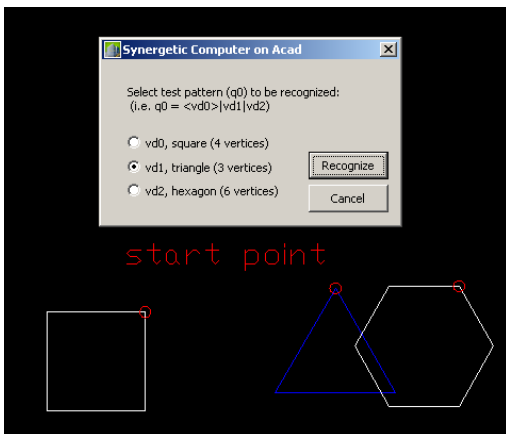 Synergetic Computer on Acad
Select test pattern (q0) to be recognized:
(i.e. q0 = <vd0>|vd1|vd2)
vd0, square (4 vertices)
vd1, triangle (3 vertices)
Recognize
vd2, hexagon (6 vertices)
Cancel
start point